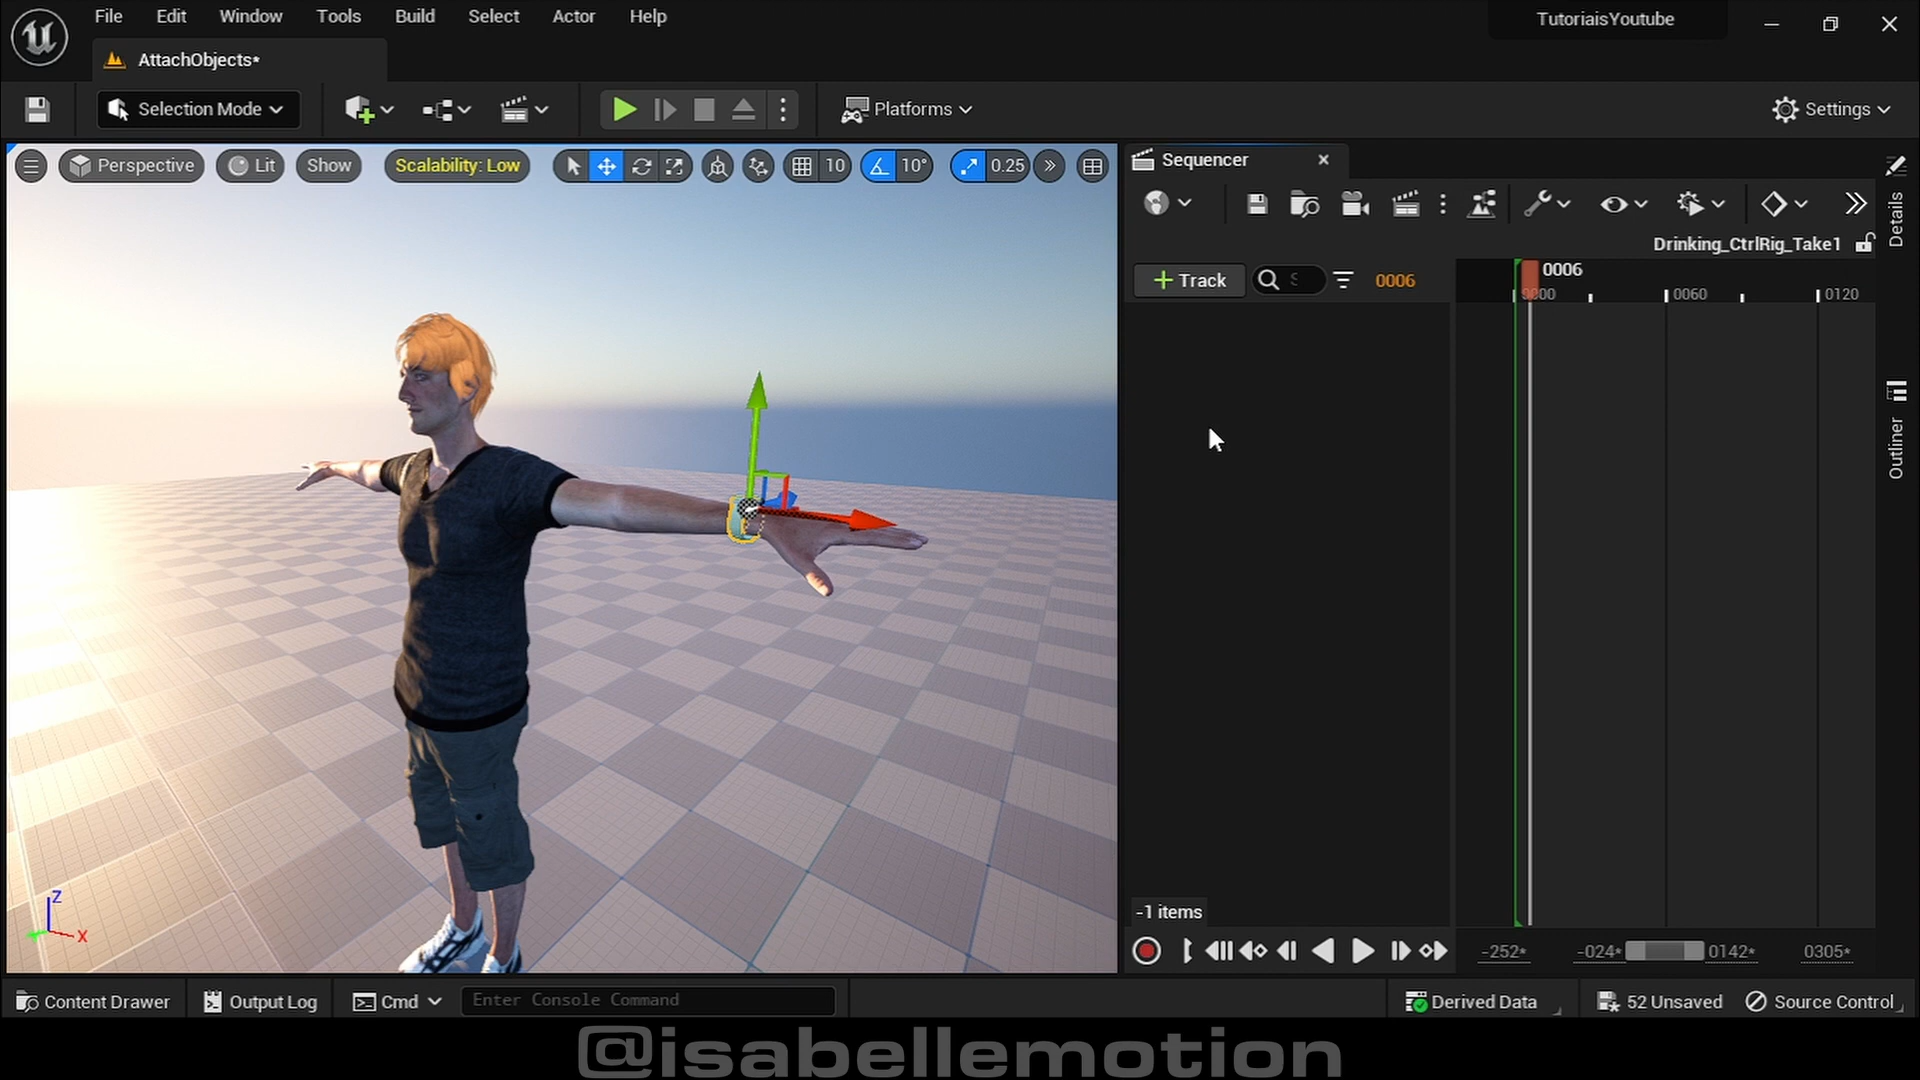 File Edit Window Tools Build Select Actor Help
TutoriaisYoutube
AttachObjects*
Selection Mode
Platforms
Settings
Perspective Lit Show Scalability: Low 10 10° 0.25
Sequencer
Details
Drinking_CtrlRig_Take1
+ Track S 0006
0006
0060 0120
Outliner
Z
X
-1 items
-252* -024* 0142* 0305*
Content Drawer Output Log Cmd Enter Console Command Derived Data 52 Unsaved Source Control
@isabellemotion